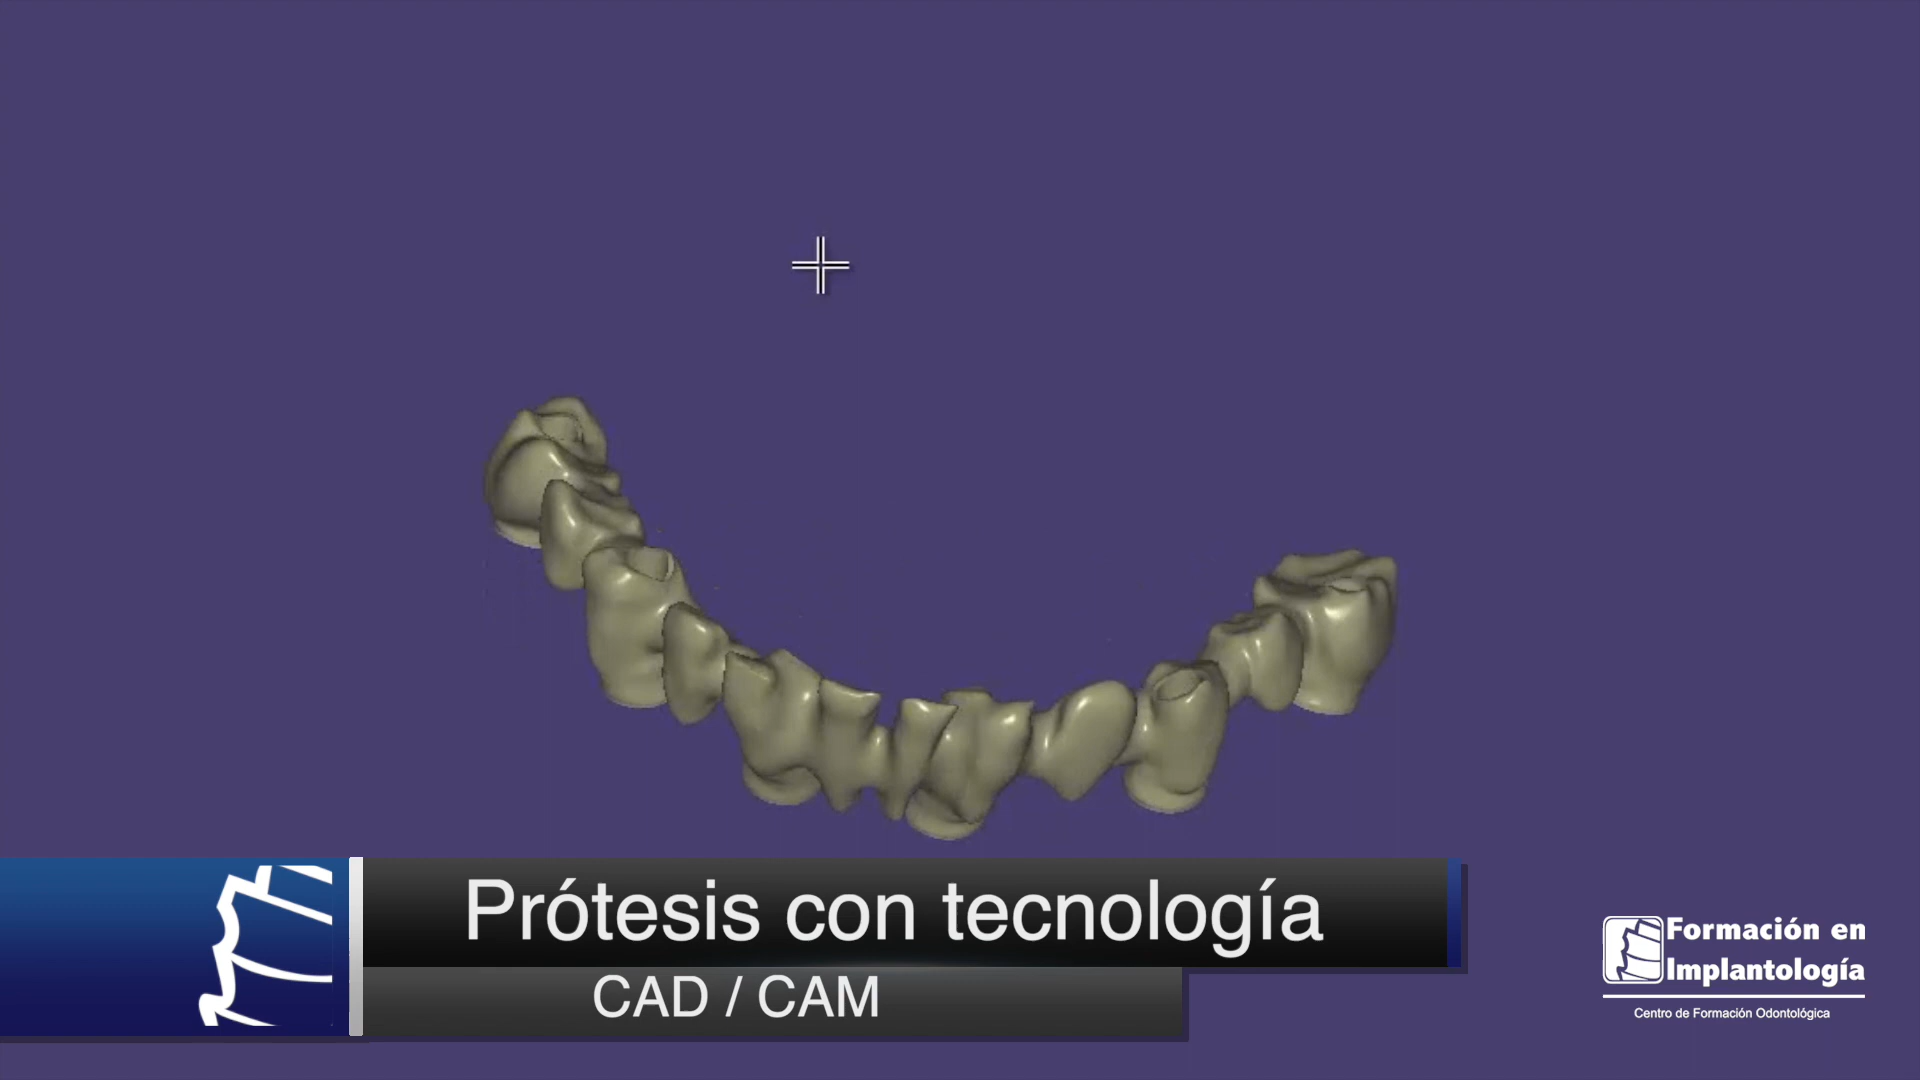 Prótesis con tecnología
CAD / CAM
Formación en
Implantología
Centro de Formación Odontológica